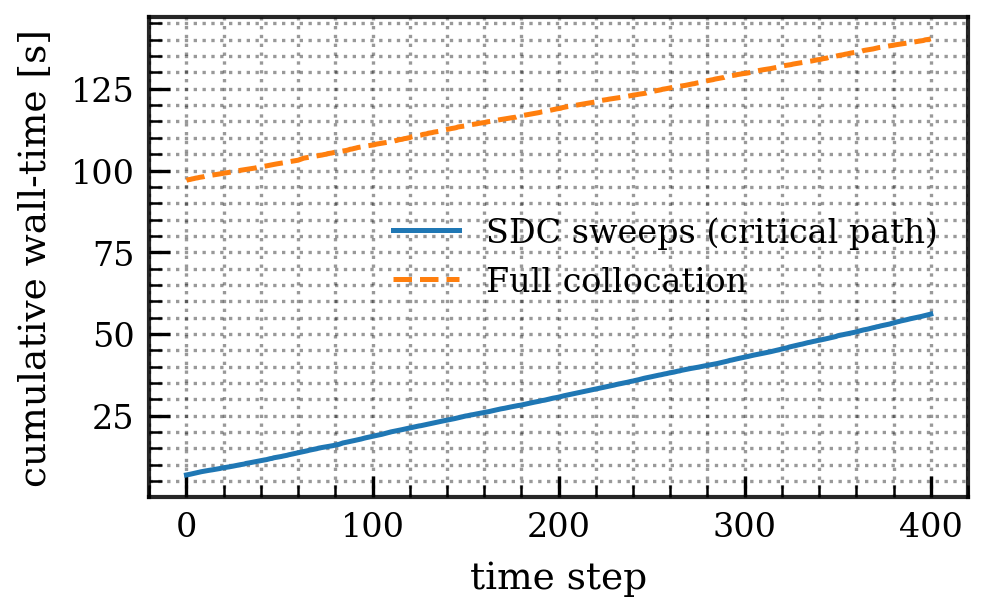 cumulative wall-time [s]
125
100
75
50
25
SDC sweeps (critical path)
Full collocation
0 100 200 300 400
time step